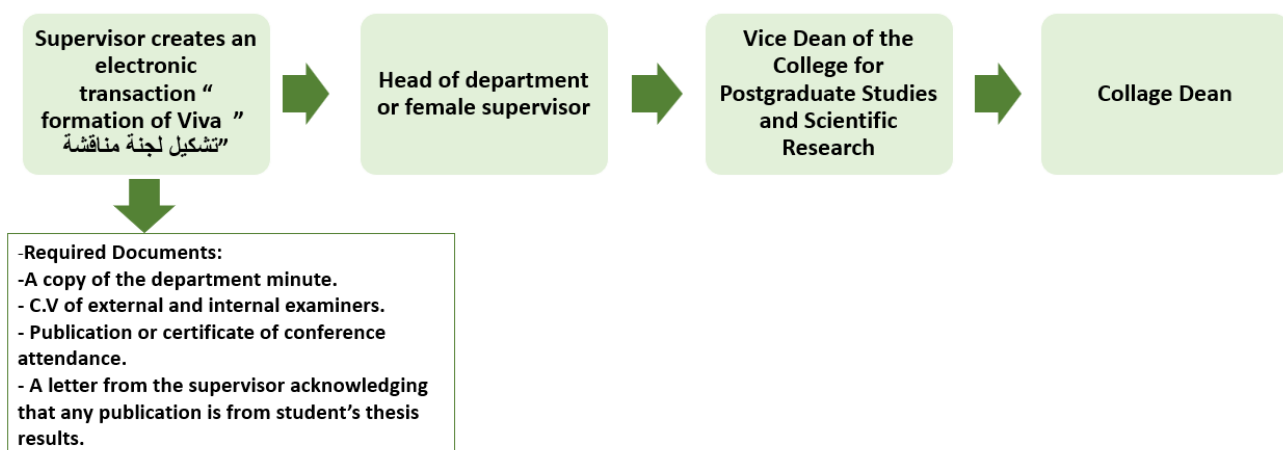 Supervisor creates an
electronic
transaction “
formation of Viva ”
تشكيل لجنة مناقشة”
Head of department
or female supervisor
Vice Dean of the
College for
Postgraduate Studies
and Scientific
Research
Collage Dean
-Required Documents:
-A copy of the department minute.
- C.V of external and internal examiners.
- Publication or certificate of conference
attendance.
- A letter from the supervisor acknowledging
that any publication is from student’s thesis
results.